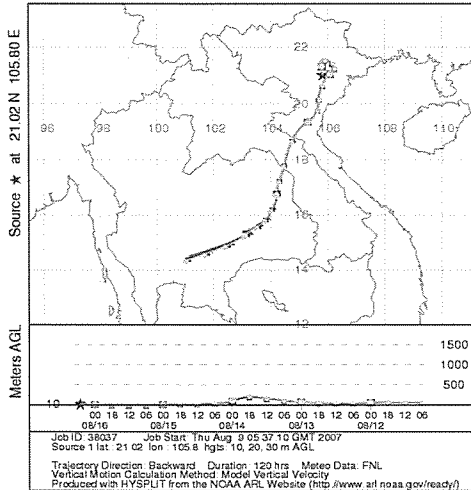 Source ★ at 21.02 N 105.80 E
22
20
96 98 100 102 104 106 108 110
18
16
14
12
Meters AGL
1500
1000
500
10
00 18 12 06 00 18 12 06 00 18 12 06 00 18 12 06 00 18 12 06
08/16 08/15 08/14 08/13 08/12
Job ID: 38037 Job Start: Thu Aug 9 05:37:10 GMT 2007
Source 1 lat: 21.02 lon: 105.8 hgts: 10, 20, 30 m AGL
Trajectory Direction: Backward Duration: 120 hrs Meteo Data: FNL
Vertical Motion Calculation Method: Model Vertical Velocity
Produced with HYSPLIT from the NOAA ARL Website (http://www.arl.noaa.gov/ready/)